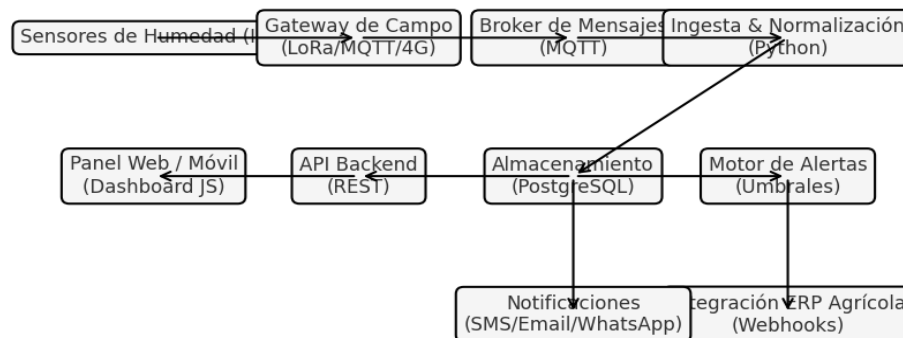 Sensores de Humedad (I
Gateway de Campo
(LoRa/MQTT/4G)
Broker de Mensajes
(MQTT)
Ingesta & Normalización
(Python)
Panel Web / Móvil
(Dashboard JS)
API Backend
(REST)
Almacenamiento
(PostgreSQL)
Motor de Alertas
(Umbrales)
Notificaciones
(SMS/Email/WhatsApp)
tegración ERP Agrícola
(Webhooks)